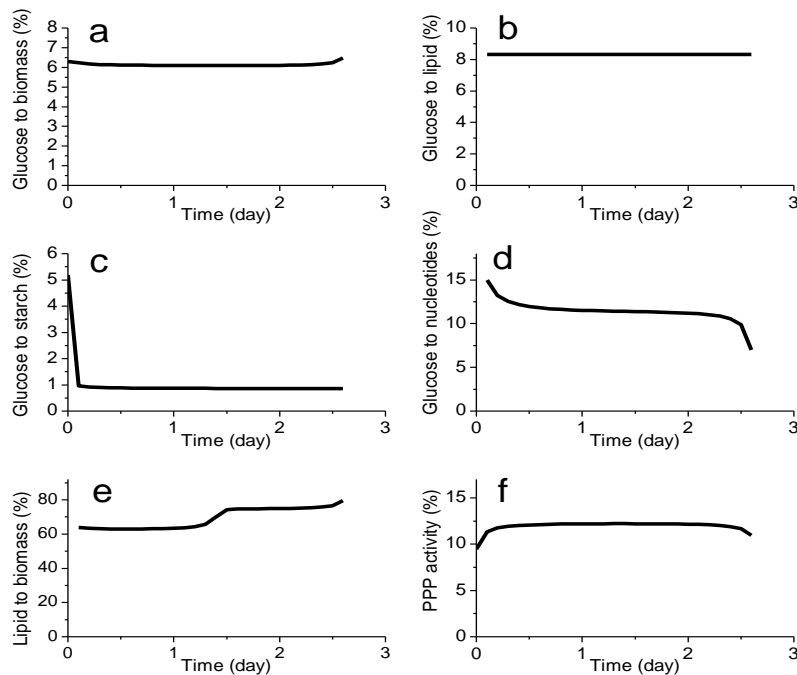 a
Glucose to biomass (%)
8
7
6
5
4
3
2
1
0
0 1 2 3
Time (day)
b
Glucose to lipid (%)
10
8
6
4
2
0
0 1 2 3
Time (day)
c
Glucose to starch (%)
6
5
4
3
2
1
0
0 1 2 3
Time (day)
d
Glucose to nucleotides (%)
15
10
5
0
0 1 2 3
Time (day)
e
Lipid to biomass (%)
80
60
40
20
0
0 1 2 3
Time (day)
f
PPP activity (%)
15
10
5
0
0 1 2 3
Time (day)